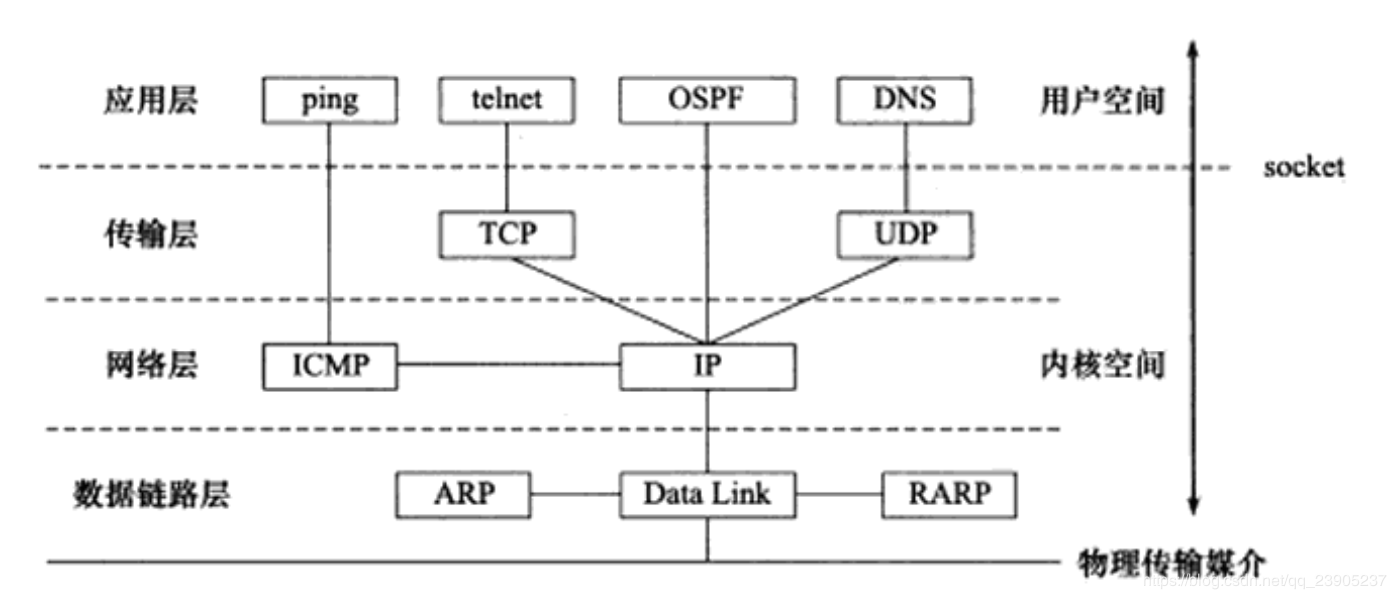 应用层 ping telnet OSPF DNS 用户空间
socket
传输层 TCP UDP
网络层 ICMP IP 内核空间
数据链路层 ARP Data Link RARP
物理传输媒介
https://blog.csdn.net/qq_23905237